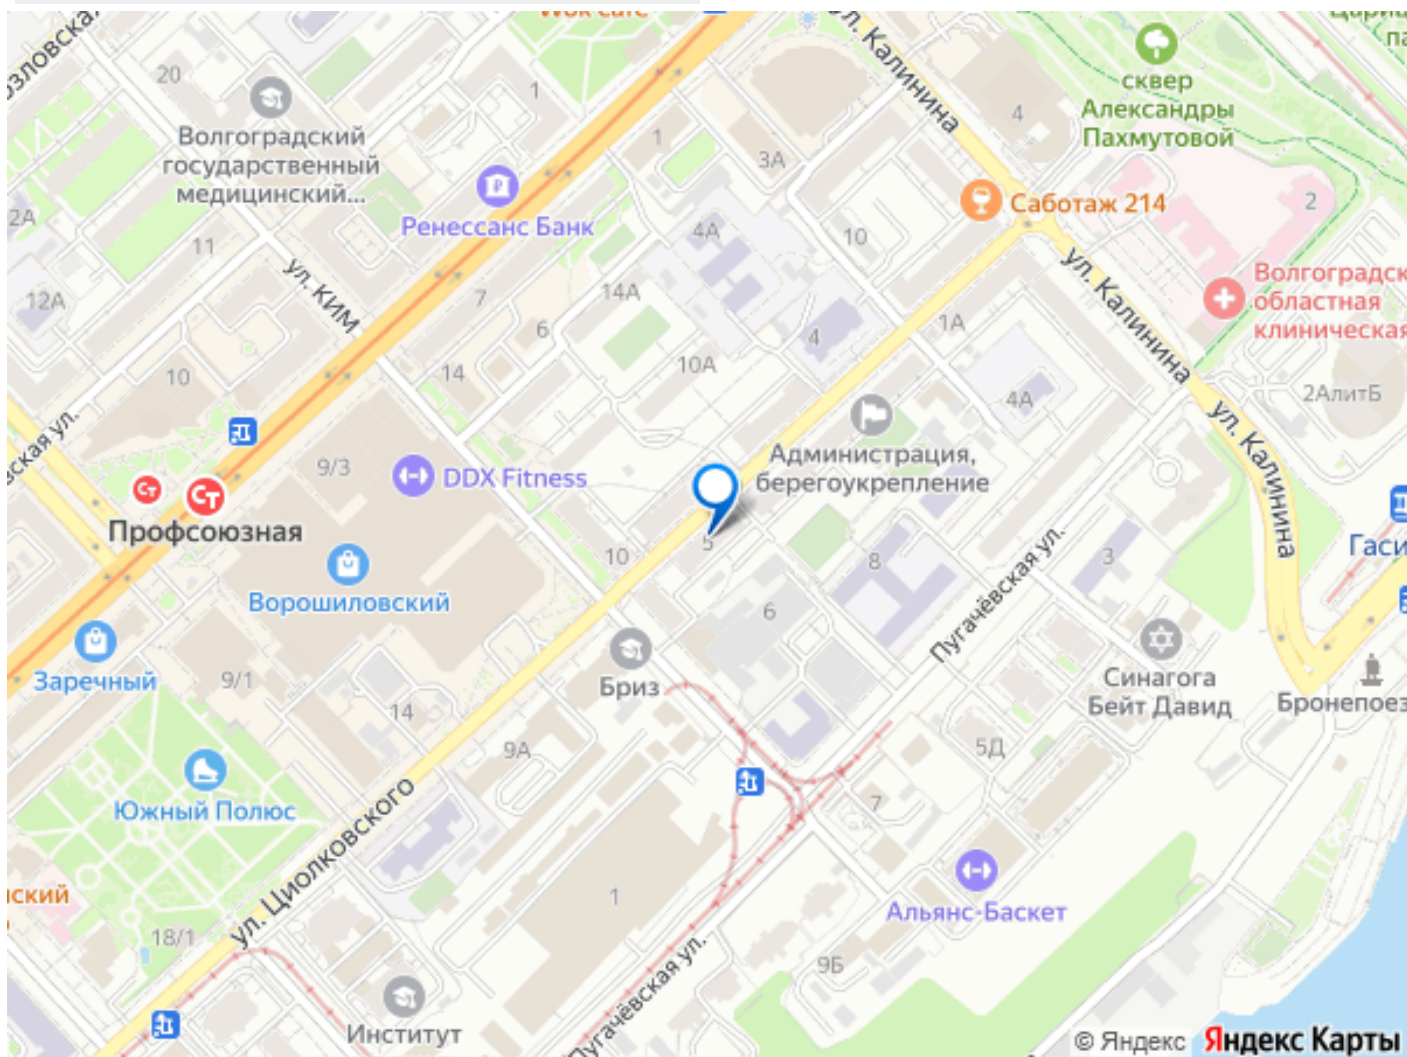 Wok Cafe
ул. Калинина
20
Волгоградский
государственный
медицинский...
1
1
3А
4
сквер
Александры
Пахмутовой
Саботаж 214
2
Ренессанс Банк
2А
11
12А
ул. КИМ
4А
10
14А
7
6
4
1А
ул. Калинина
Волгоградск
областная
клиническая
10
14
10А
4А
2АлитБ
ул. Калинина
Администрация,
берегоукрепление
9/3
DDX Fitness
Профсоюзная
5
10
8
3
Пугачёвская ул.
Гаси
Ворошиловский
6
Заречный
9/1
Бриз
Синагога
Бейт Давид
Бронепоез
14
9А
5Д
Южный Полюс
7
ул. Циолковского
1
Альянс-Баскет
нский
18/1
9Б
Пугачёвская ул.
Институт
© Яндекс Яндекс Карты